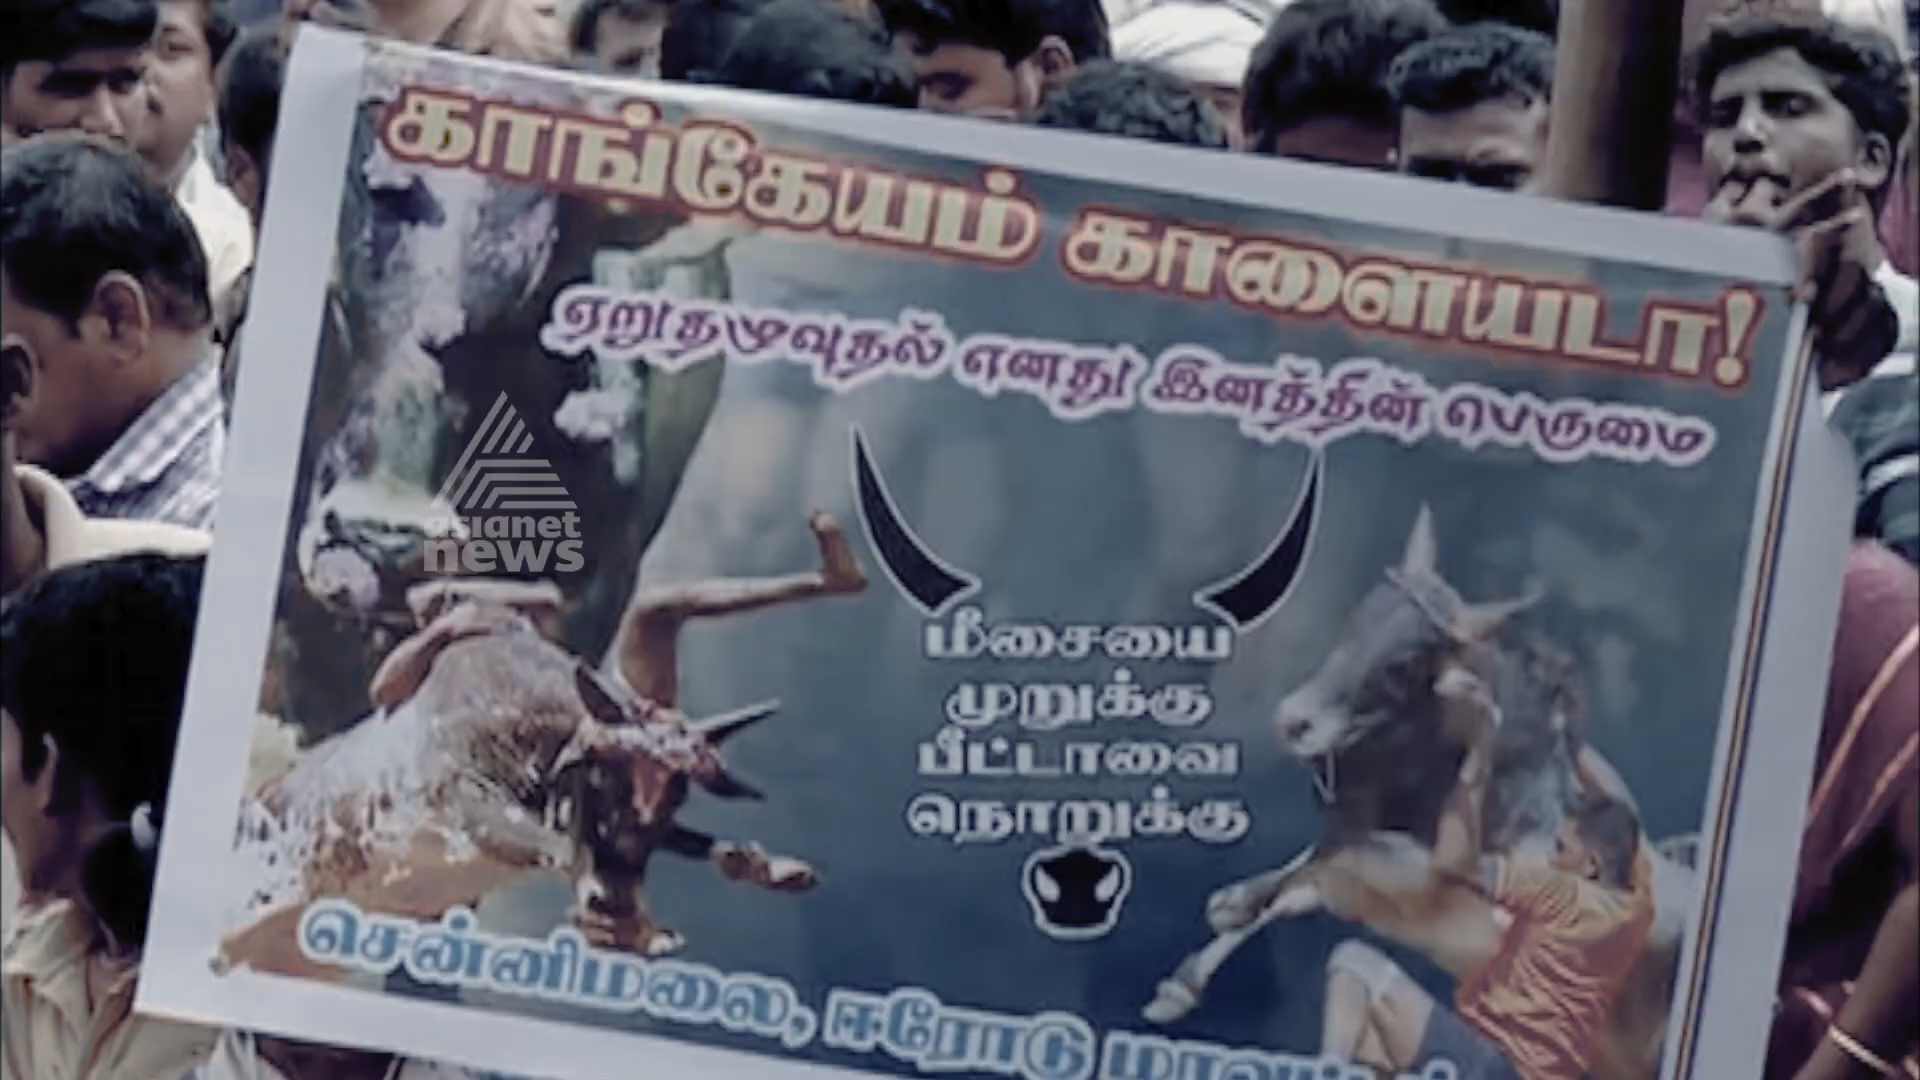 காங்கேயம் காளையடா!
ஏறுதழுவுதல் எனது இனத்தின் பெருமை
asianet
news
மீசையை
முறுக்கு
பீட்டாவை
நொறுக்கு
சென்னிமலை, ஈரோடு